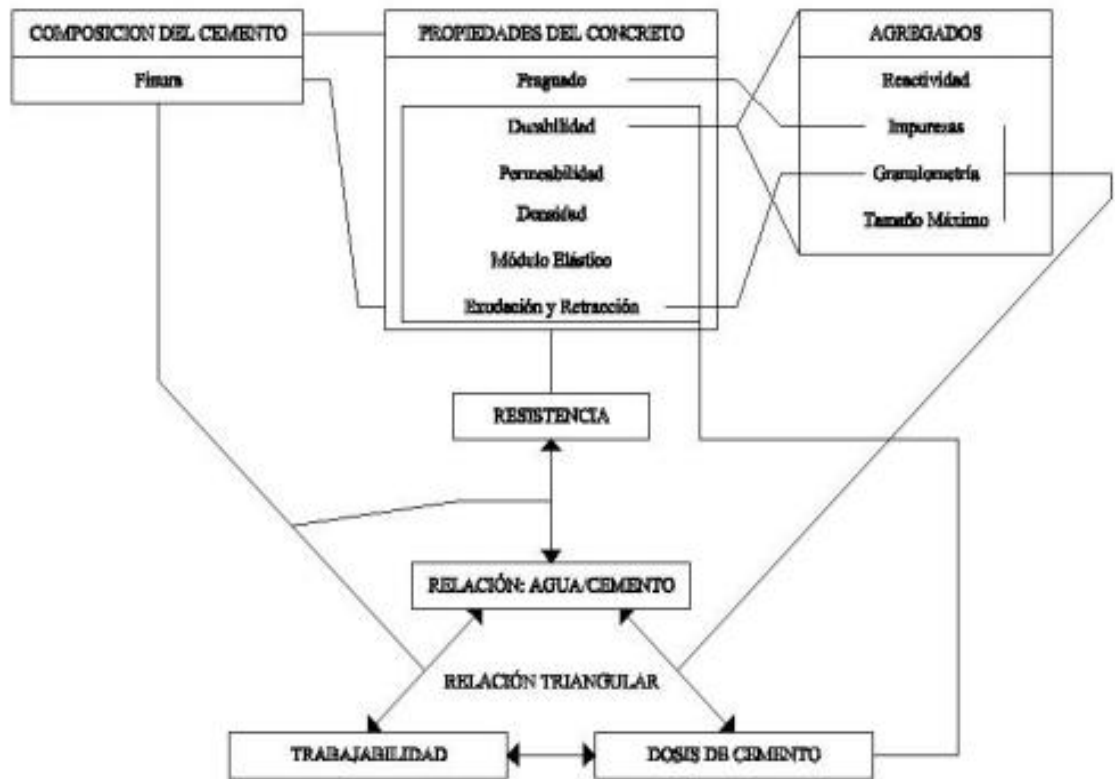 COMPOSICION DEL CEMENTO
Finura
PROPIEDADES DEL CONCRETO
Fraguado
Durabilidad
Permeabilidad
Densidad
Módulo Elástico
Exudación y Retracción
AGREGADOS
Reactividad
Impurezas
Granulometría
Tamaño Máximo
RESISTENCIA
RELACIÓN: AGUA/CEMENTO
RELACIÓN TRIANGULAR
TRABAJABILIDAD
DOSIS DE CEMENTO